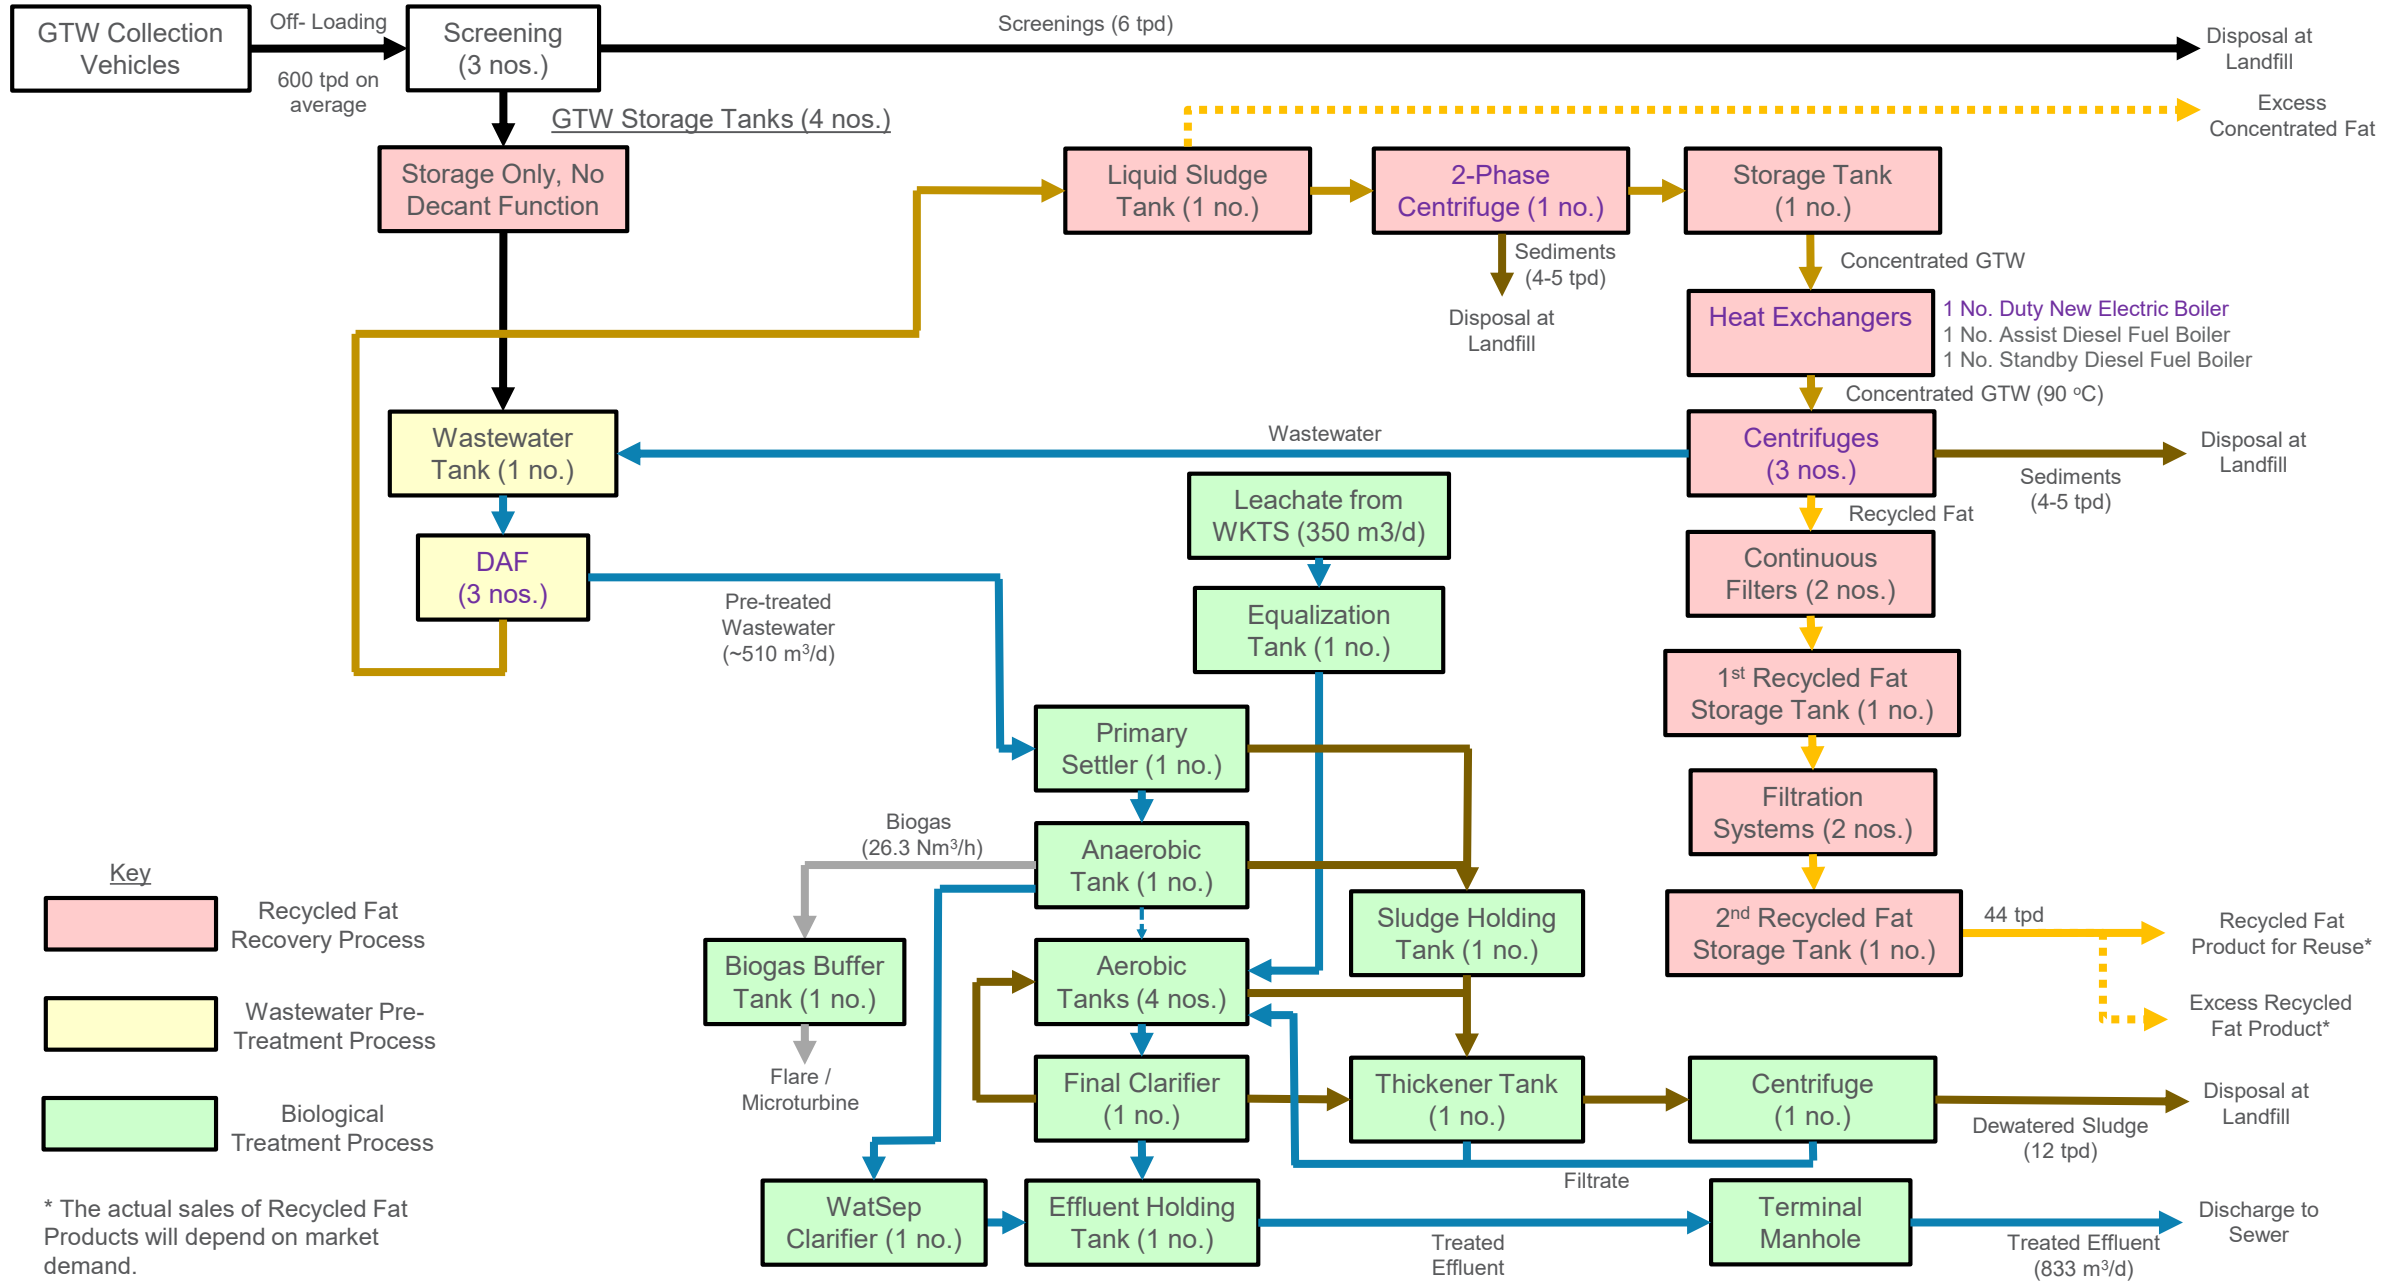 GTW Collection
Vehicles
Off- Loading
600 tpd on
average
Screening
(3 nos.)
Screenings (6 tpd)
Disposal at
Landfill
GTW Storage Tanks (4 nos.)
Excess
Concentrated Fat
Storage Only, No
Decant Function
Liquid Sludge
Tank (1 no.)
2-Phase
Centrifuge (1 no.)
Storage Tank
(1 no.)
Sediments
(4-5 tpd)
Disposal at
Landfill
Concentrated GTW
Heat Exchangers
1 No. Duty New Electric Boiler
1 No. Assist Diesel Fuel Boiler
1 No. Standby Diesel Fuel Boiler
Concentrated GTW (90 °C)
Wastewater
Tank (1 no.)
Wastewater
Centrifuges
(3 nos.)
Disposal at
Landfill
Sediments
(4-5 tpd)
Leachate from
WKTS (350 m3/d)
Recycled Fat
DAF
(3 nos.)
Pre-treated
Wastewater
(~510 m³/d)
Equalization
Tank (1 no.)
Continuous
Filters (2 nos.)
1st Recycled Fat
Storage Tank (1 no.)
Primary
Settler (1 no.)
Filtration
Systems (2 nos.)
Biogas
(26.3 Nm³/h)
Anaerobic
Tank (1 no.)
Key
Recycled Fat
Recovery Process
Sludge Holding
Tank (1 no.)
2nd Recycled Fat
Storage Tank (1 no.)
44 tpd
Recycled Fat
Product for Reuse*
Biogas Buffer
Tank (1 no.)
Aerobic
Tanks (4 nos.)
Wastewater Pre-
Treatment Process
Excess Recycled
Fat Product*
Flare /
Microturbine
Final Clarifier
(1 no.)
Thickener Tank
(1 no.)
Centrifuge
(1 no.)
Disposal at
Landfill
Dewatered Sludge
(12 tpd)
Biological
Treatment Process
Filtrate
WatSep
Clarifier (1 no.)
Effluent Holding
Tank (1 no.)
Treated
Effluent
Terminal
Manhole
Discharge to
Sewer
Treated Effluent
(833 m³/d)
* The actual sales of Recycled Fat
Products will depend on market
demand.